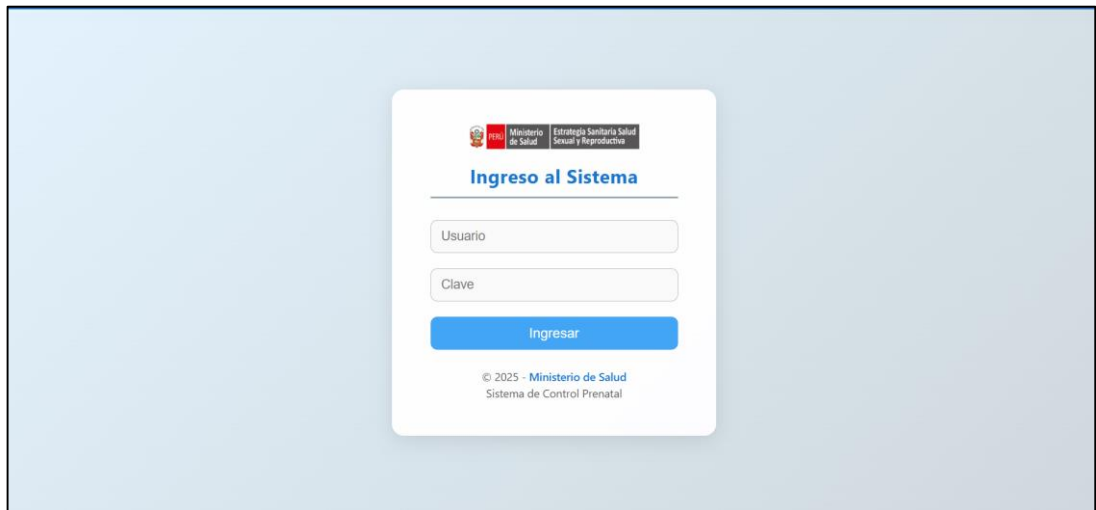 PERÚ
Ministerio
de Salud
Estrategia Sanitaria Salud
Sexual y Reproductiva
Ingreso al Sistema
Usuario
Clave
Ingresar
© 2025 - Ministerio de Salud
Sistema de Control Prenatal